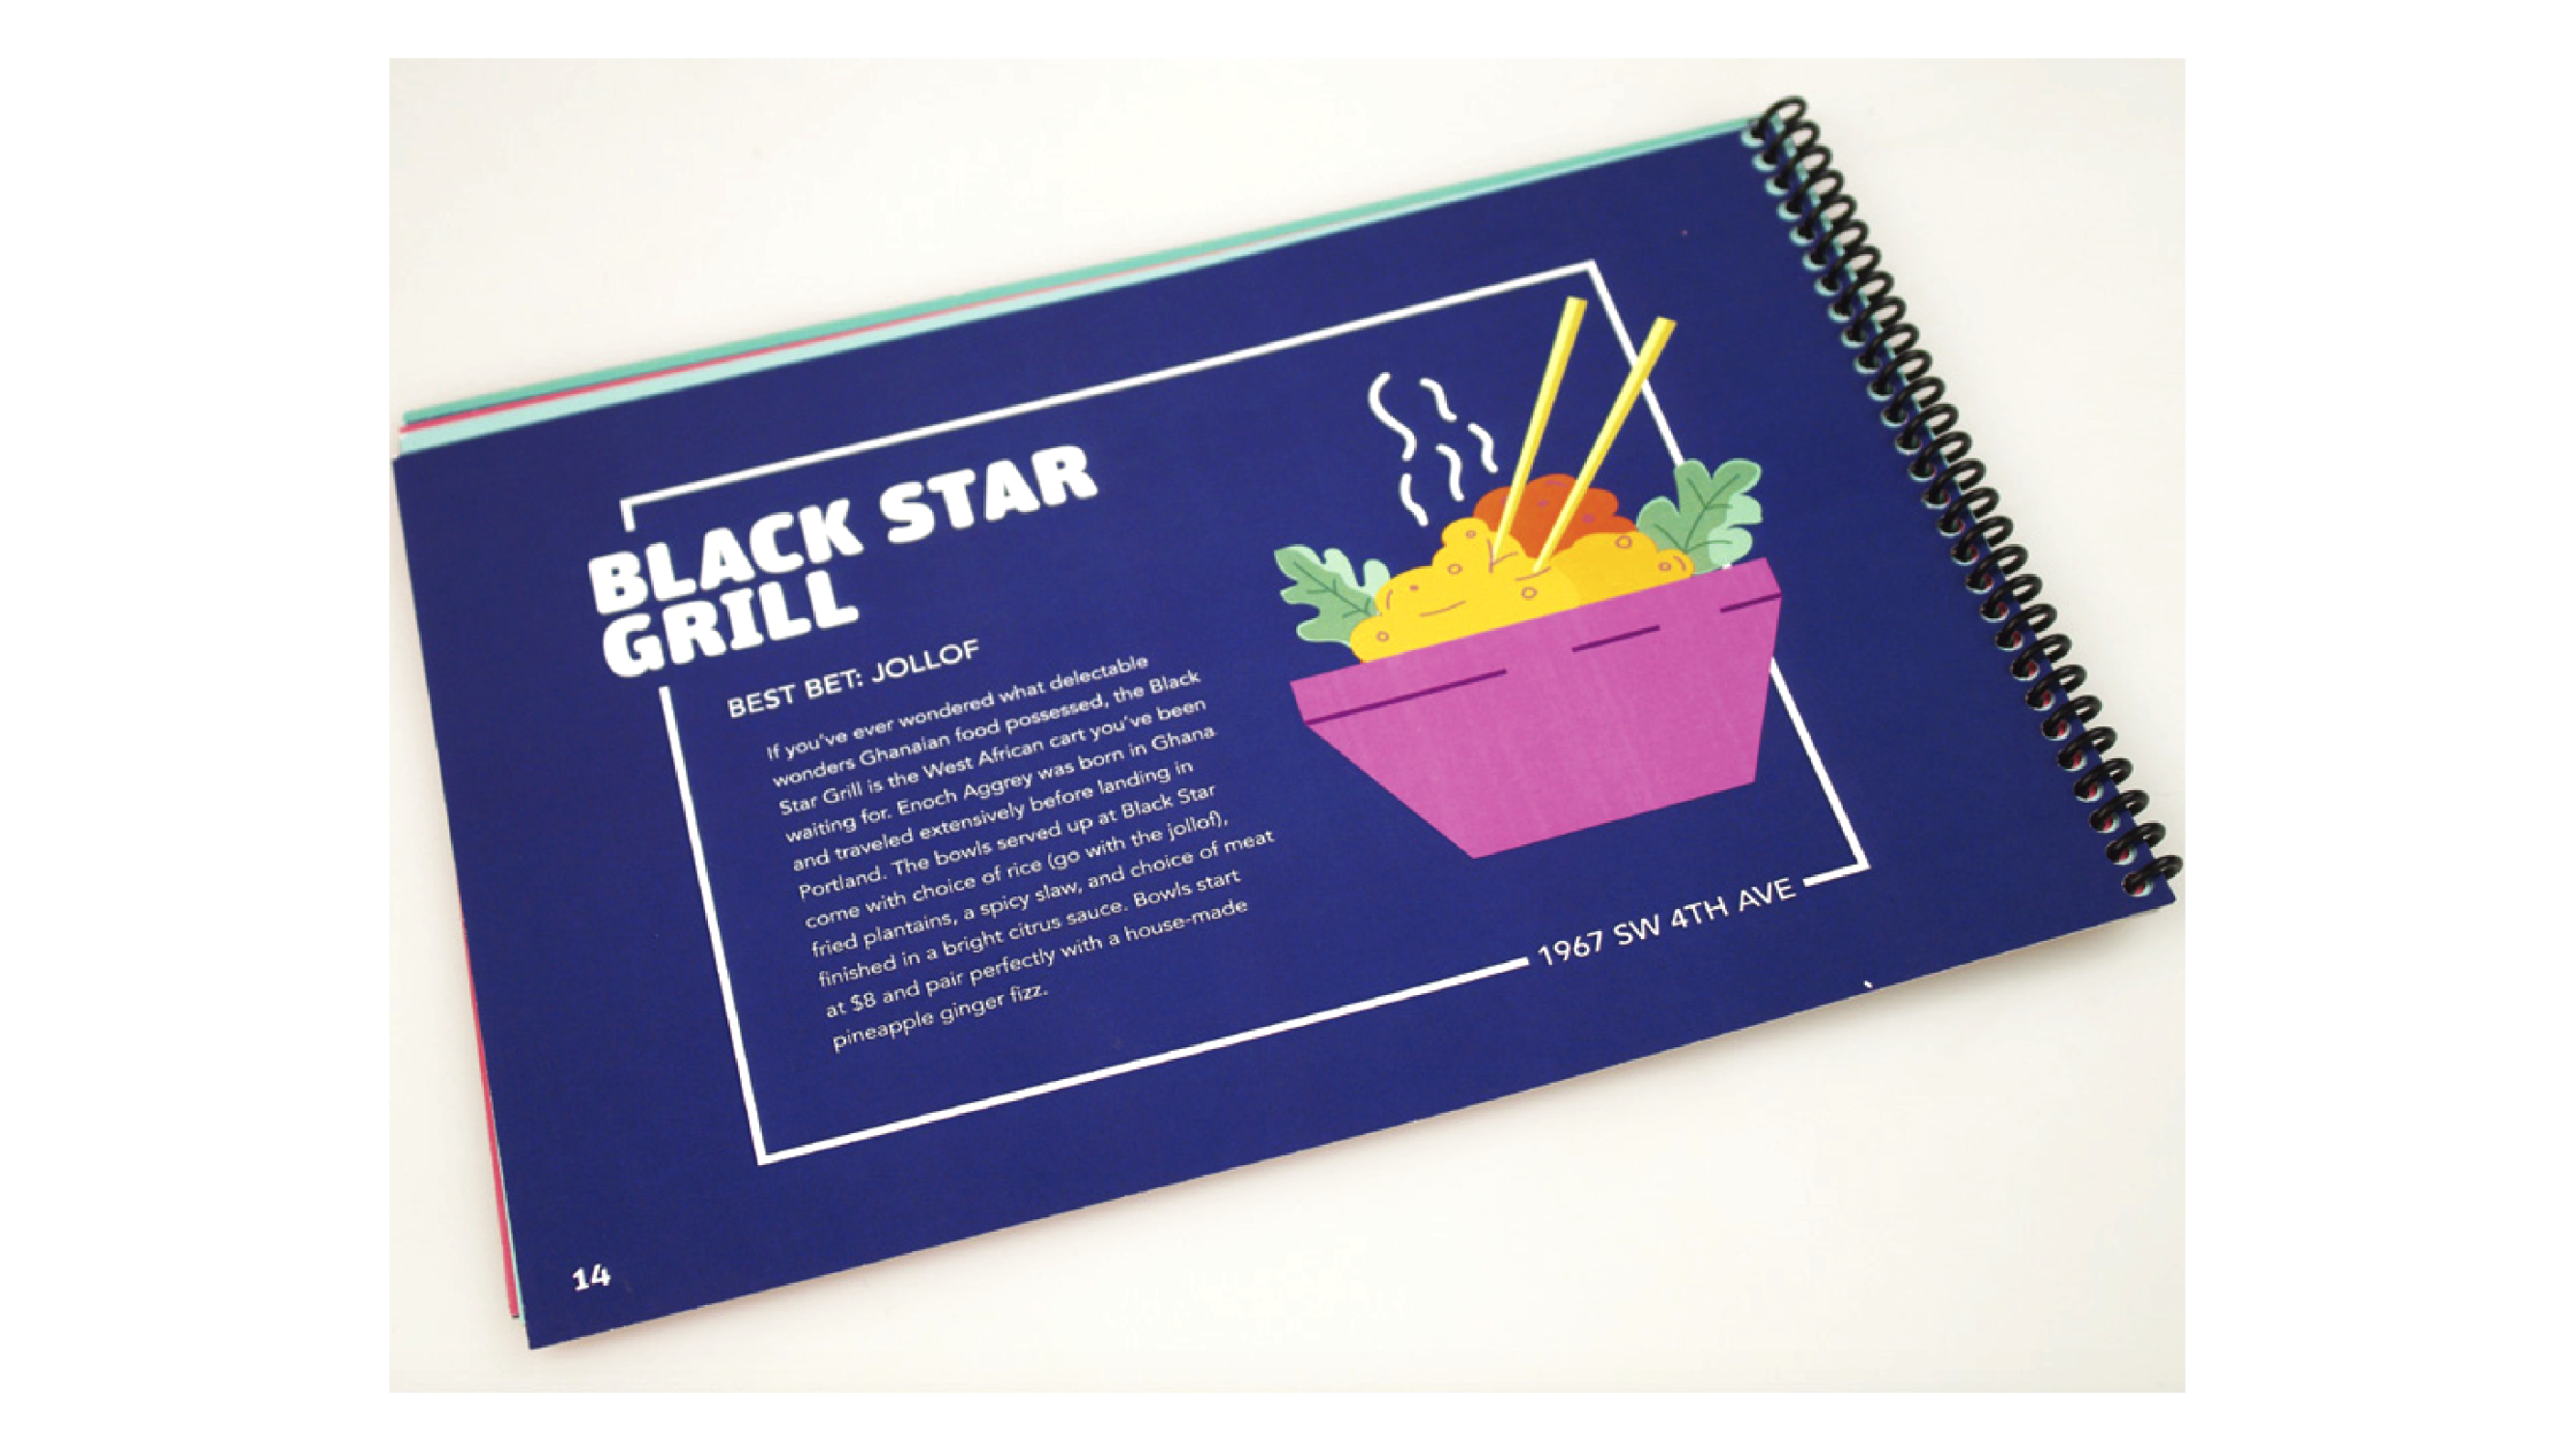 BLACK STAR
GRILL
BEST BET: JOLLOF
If you've ever wondered what delectable
wonders Ghanaian food possessed, the Black
Star Grill is the West African cart you've been
waiting for. Enoch Aggrey was born in Ghana
and traveled extensively before landing in
Portland. The bowls served up at Black Star
come with choice of rice (go with the jollof),
fried plantains, a spicy slaw, and choice of meat
finished in a bright citrus sauce. Bowls start
at $8 and pair perfectly with a house-made
pineapple ginger fizz.
1967 SW 4TH AVE
14